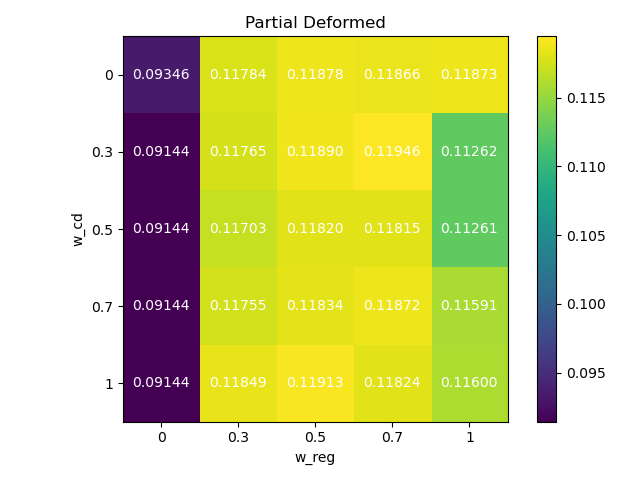 Partial Deformed
0 0.09346 0.11784 0.11878 0.11866 0.11873
0.3 0.09144 0.11765 0.11890 0.11946 0.11262
0.5 0.09144 0.11703 0.11820 0.11815 0.11261
0.7 0.09144 0.11755 0.11834 0.11872 0.11591
1 0.09144 0.11849 0.11913 0.11824 0.11600
0 0.3 0.5 0.7 1
w_reg
w_cd
0.115
0.110
0.105
0.100
0.095